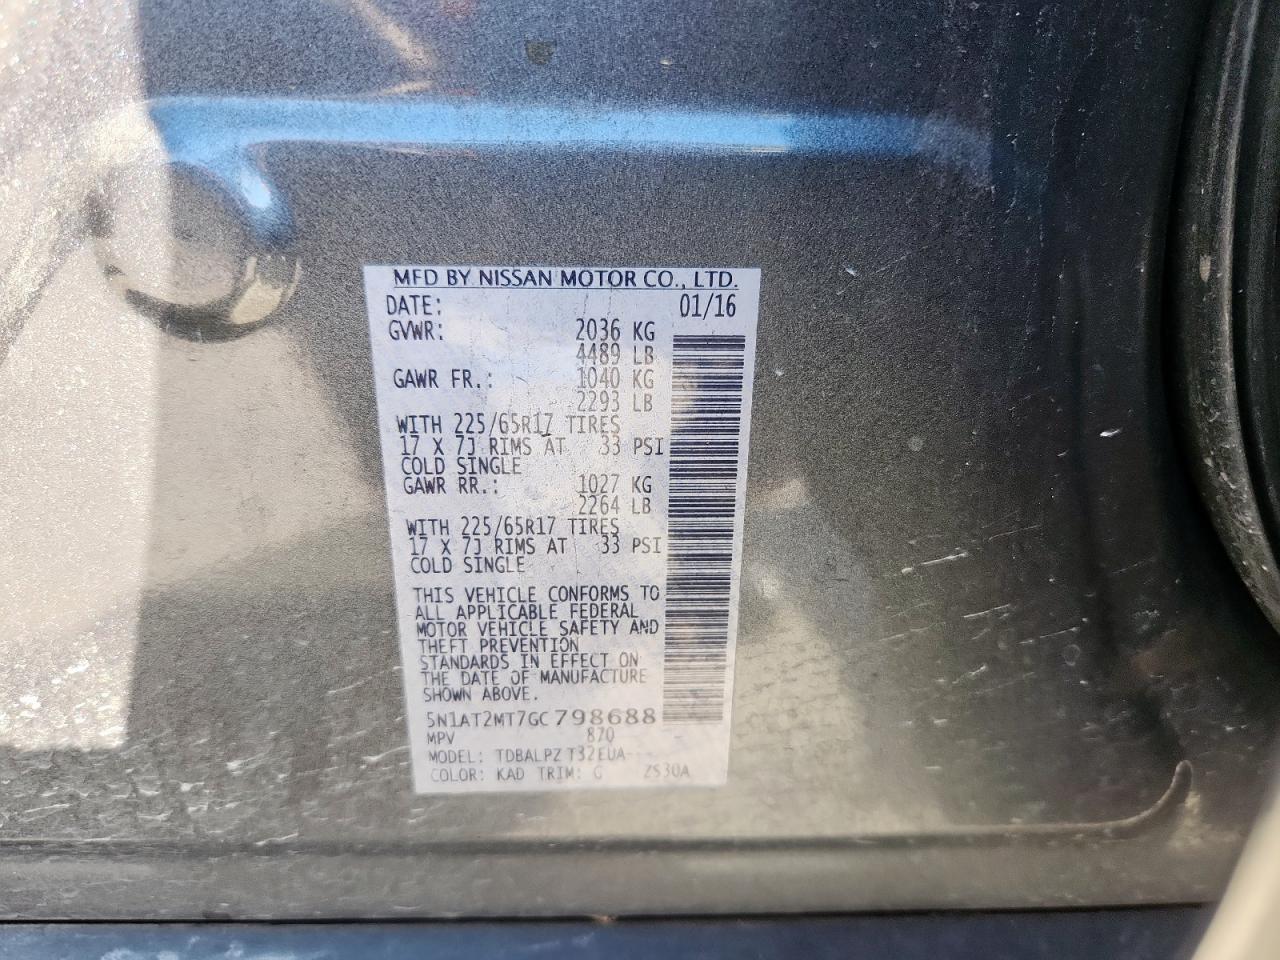 MFD BY NISSAN MOTOR CO., LTD.
DATE: 01/16
GVWR: 2036 KG
4489 LB
GAWR FR.: 1040 KG
2293 LB
WITH 225/65R17 TIRES
17 X 7J RIMS AT 33 PSI
COLD SINGLE
GAWR RR.: 1027 KG
2264 LB
WITH 225/65R17 TIRES
17 X 7J RIMS AT 33 PSI
COLD SINGLE
THIS VEHICLE CONFORMS TO
ALL APPLICABLE FEDERAL
MOTOR VEHICLE SAFETY AND
THEFT PREVENTION
STANDARDS IN EFFECT ON
THE DATE OF MANUFACTURE
SHOWN ABOVE.
5N1AT2MT7GC798688
MPV 870
MODEL: TDBALPZ T32EUA---
COLOR: KAD TRIM: G ZS30A